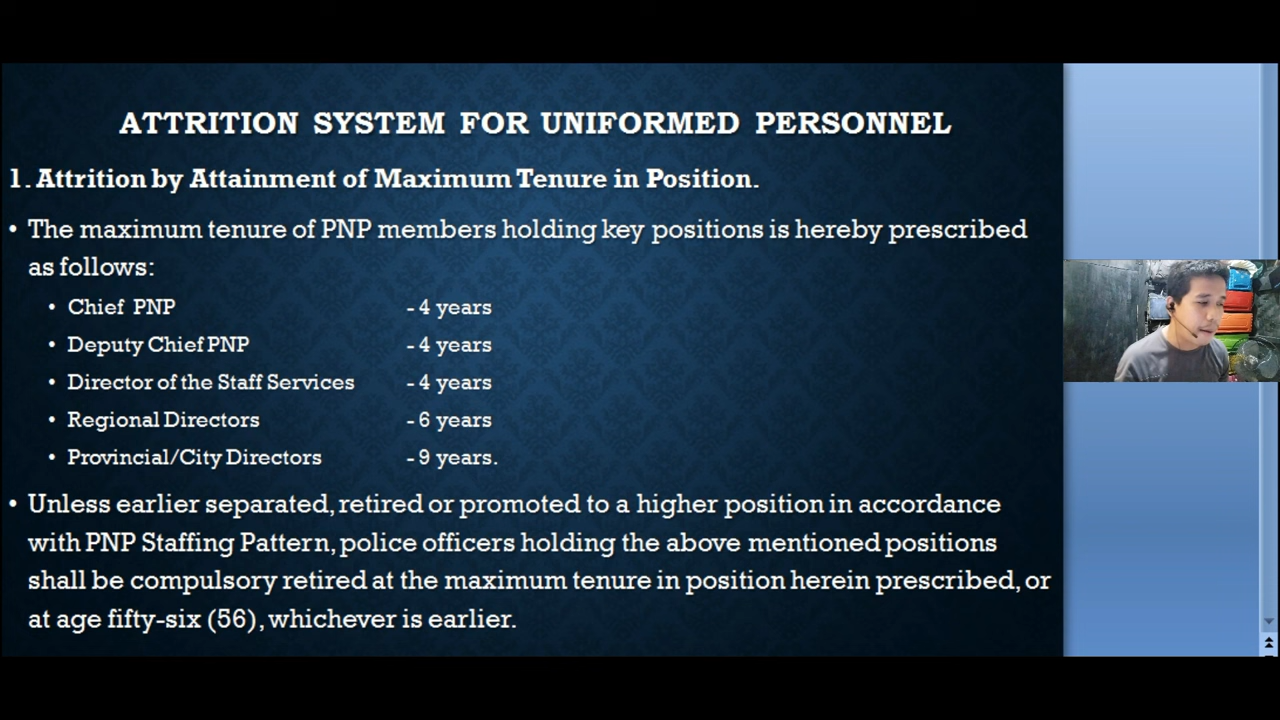 ATTRITION SYSTEM FOR UNIFORMED PERSONNEL
1. Attrition by Attainment of Maximum Tenure in Position.
• The maximum tenure of PNP members holding key positions is hereby prescribed
as follows:
• Chief PNP - 4 years
• Deputy Chief PNP - 4 years
• Director of the Staff Services - 4 years
• Regional Directors - 6 years
• Provincial/City Directors - 9 years.
• Unless earlier separated, retired or promoted to a higher position in accordance
with PNP Staffing Pattern, police officers holding the above mentioned positions
shall be compulsory retired at the maximum tenure in position herein prescribed, or
at age fifty-six (56), whichever is earlier.